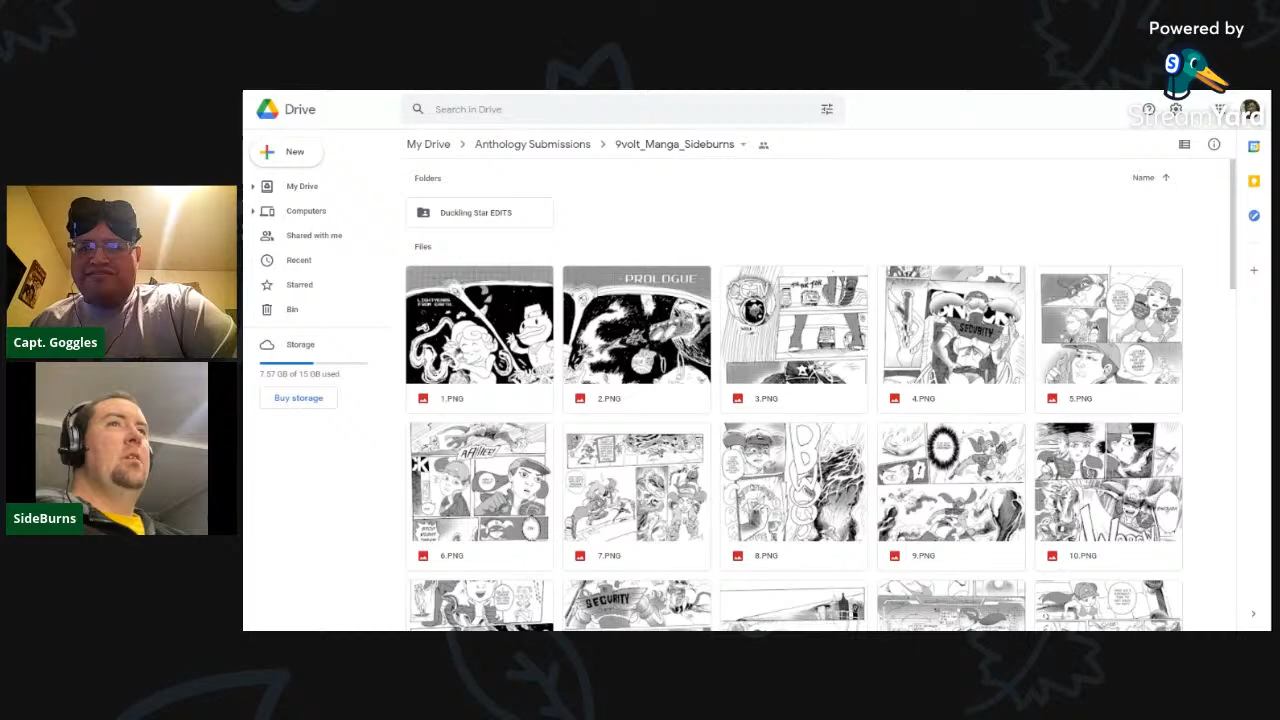 Powered by
StreamYard
S
Drive
Search in Drive
New
My Drive > Anthology Submissions > 9volt_Manga_Sideburns
My Drive
Computers
Shared with me
Recent
Starred
Bin
Storage
7.57 GB of 15 GB used
Buy storage
Folders
Name
Duckling Star EDITS
Files
LIGHTYEARS
FROM EARTH
-PROLOGUE-
SECURITY
1.PNG
2.PNG
3.PNG
4.PNG
5.PNG
6.PNG
7.PNG
8.PNG
9.PNG
10.PNG
SECURITY
Capt. Goggles
SideBurns